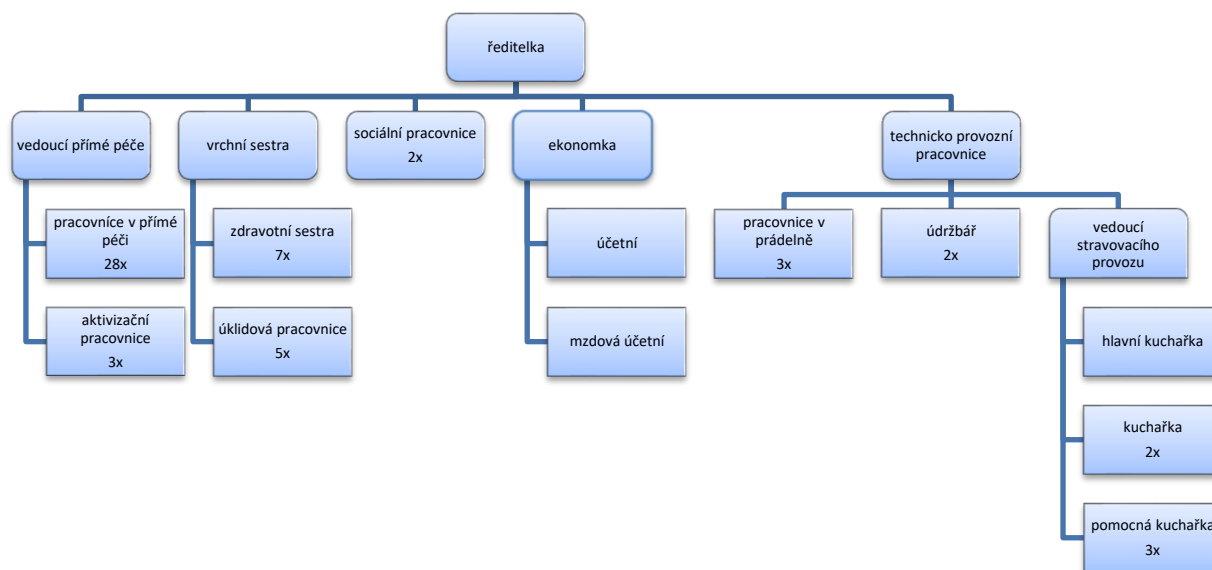 ředitelka
vedoucí přímé péče
vrchní sestra
sociální pracovnice
2x
ekonomka
technicko provozní
pracovnice
pracovníce v přímé
péči
28x
aktivizační
pracovnice
3x
zdravotní sestra
7x
úklidová pracovnice
5x
účetní
mzdová účetní
pracovnice v
prádelně
3x
údržbář
2x
vedoucí
stravovacího
provozu
hlavní kuchařka
kuchařka
2x
pomocná kuchařka
3x